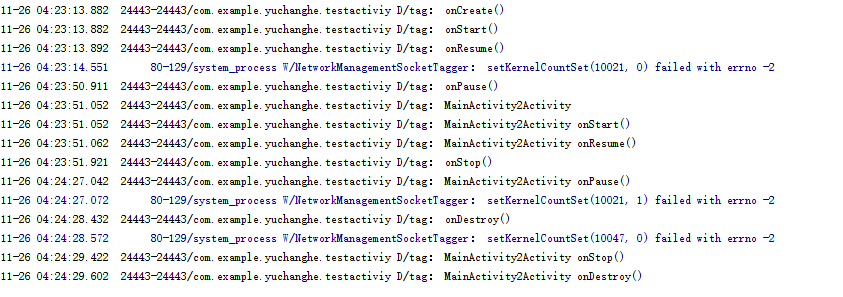 11-26 04:23:13.882 24443-24443/com.example.yuchanghe.testactiviy D/tag: onCreate()
11-26 04:23:13.882 24443-24443/com.example.yuchanghe.testactiviy D/tag: onStart()
11-26 04:23:13.892 24443-24443/com.example.yuchanghe.testactiviy D/tag: onResume()
11-26 04:23:14.551 80-129/system_process W/NetworkManagementSocketTagger: setKernelCountSet(10021, 0) failed with errno -2
11-26 04:23:50.911 24443-24443/com.example.yuchanghe.testactiviy D/tag: onPause()
11-26 04:23:51.052 24443-24443/com.example.yuchanghe.testactiviy D/tag: MainActivity2Activity
11-26 04:23:51.052 24443-24443/com.example.yuchanghe.testactiviy D/tag: MainActivity2Activity onStart()
11-26 04:23:51.062 24443-24443/com.example.yuchanghe.testactiviy D/tag: MainActivity2Activity onResume()
11-26 04:23:51.921 24443-24443/com.example.yuchanghe.testactiviy D/tag: onStop()
11-26 04:24:27.042 24443-24443/com.example.yuchanghe.testactiviy D/tag: MainActivity2Activity onPause()
11-26 04:24:27.072 80-129/system_process W/NetworkManagementSocketTagger: setKernelCountSet(10021, 1) failed with errno -2
11-26 04:24:28.432 24443-24443/com.example.yuchanghe.testactiviy D/tag: onDestroy()
11-26 04:24:28.572 80-129/system_process W/NetworkManagementSocketTagger: setKernelCountSet(10047, 0) failed with errno -2
11-26 04:24:29.422 24443-24443/com.example.yuchanghe.testactiviy D/tag: MainActivity2Activity onStop()
11-26 04:24:29.602 24443-24443/com.example.yuchanghe.testactiviy D/tag: MainActivity2Activity onDestroy()